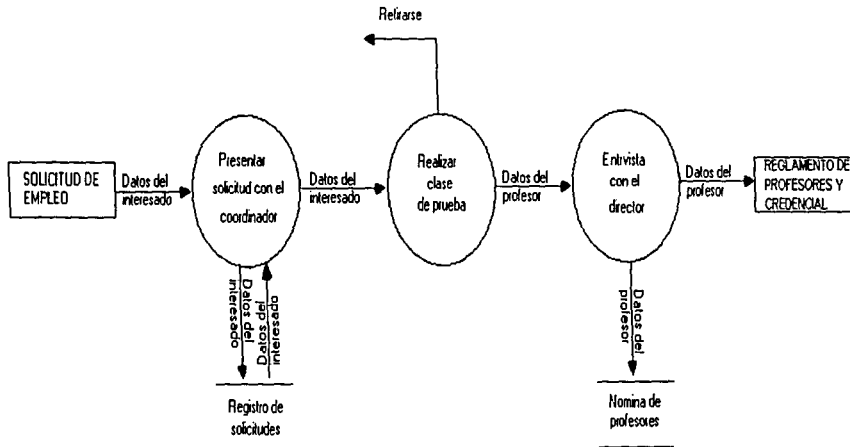 Retirarse
SOLICITUD DE
EMPLEO
Datos del
interesado
Presentar
solicitud con el
coordinador
Datos del
interesado
Realizar
clase
de prueba
Datos del
profesor
Entrvista
con el
director
Datos del
profesor
REGLAMENTO DE
PROFESORES Y
CREDENCIAL
Datos del
interesado
Datos del
interesado
Datos del
profesor
Registro de
solicitudes
Nomina de
profesores